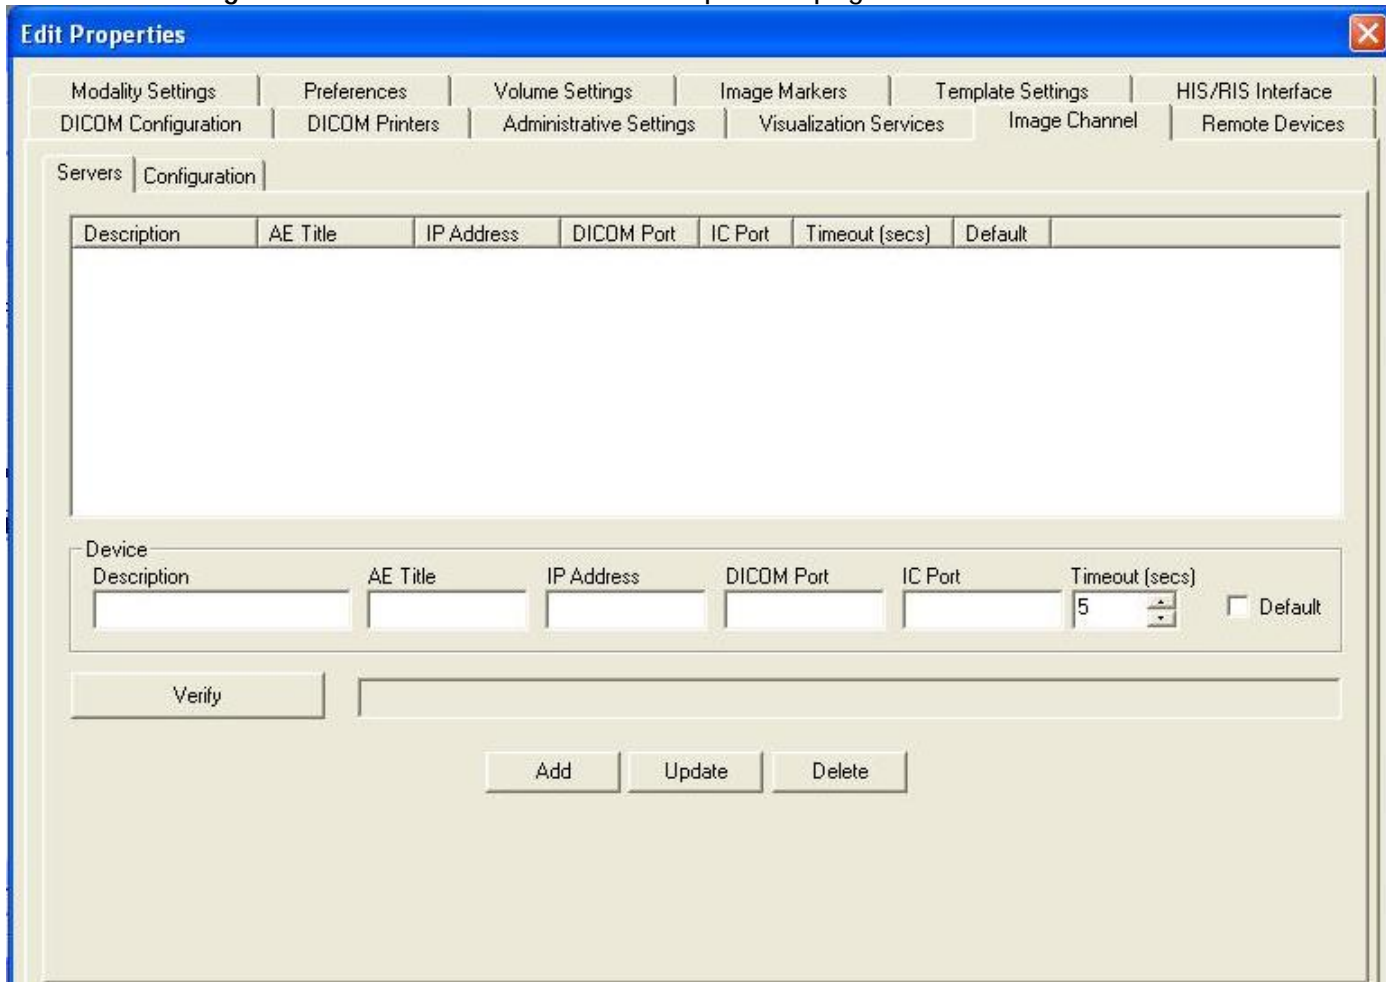 Edit Properties
Modality Settings Preferences Volume Settings Image Markers Template Settings HIS/RIS Interface
DICOM Configuration DICOM Printers Administrative Settings Visualization Services Image Channel Remote Devices
Servers Configuration
Description AE Title IP Address DICOM Port IC Port Timeout (secs) Default
Device
Description AE Title IP Address DICOM Port IC Port Timeout (secs)
5 Default
Verify
Add Update Delete